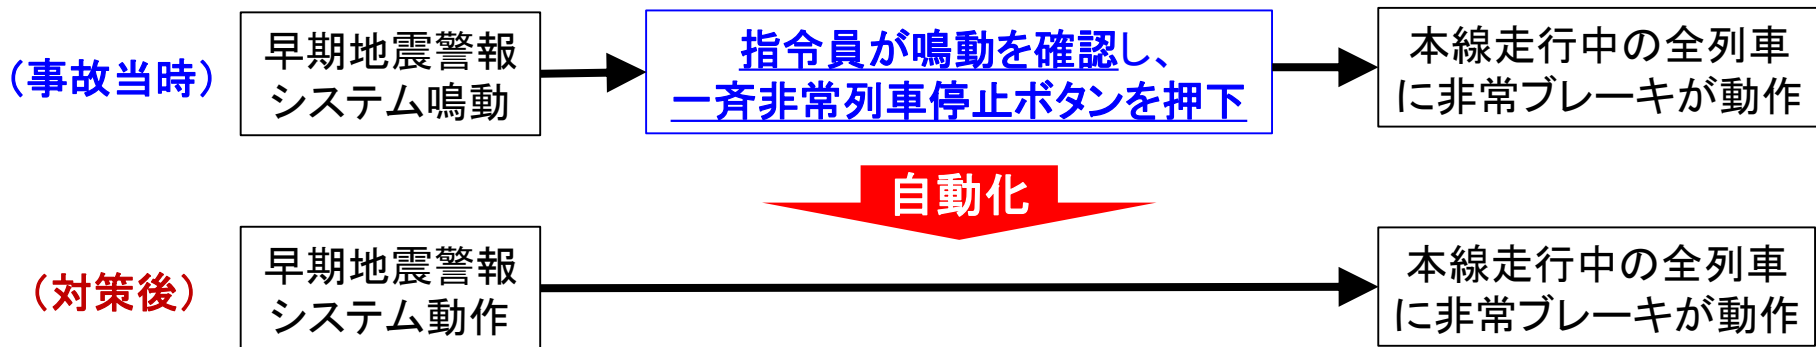 （事故当時）
早期地震警報
システム鳴動
指令員が鳴動を確認し、
一斉非常列車停止ボタンを押下
本線走行中の全列車
に非常ブレーキが動作
自動化
（対策後）
早期地震警報
システム動作
本線走行中の全列車
に非常ブレーキが動作